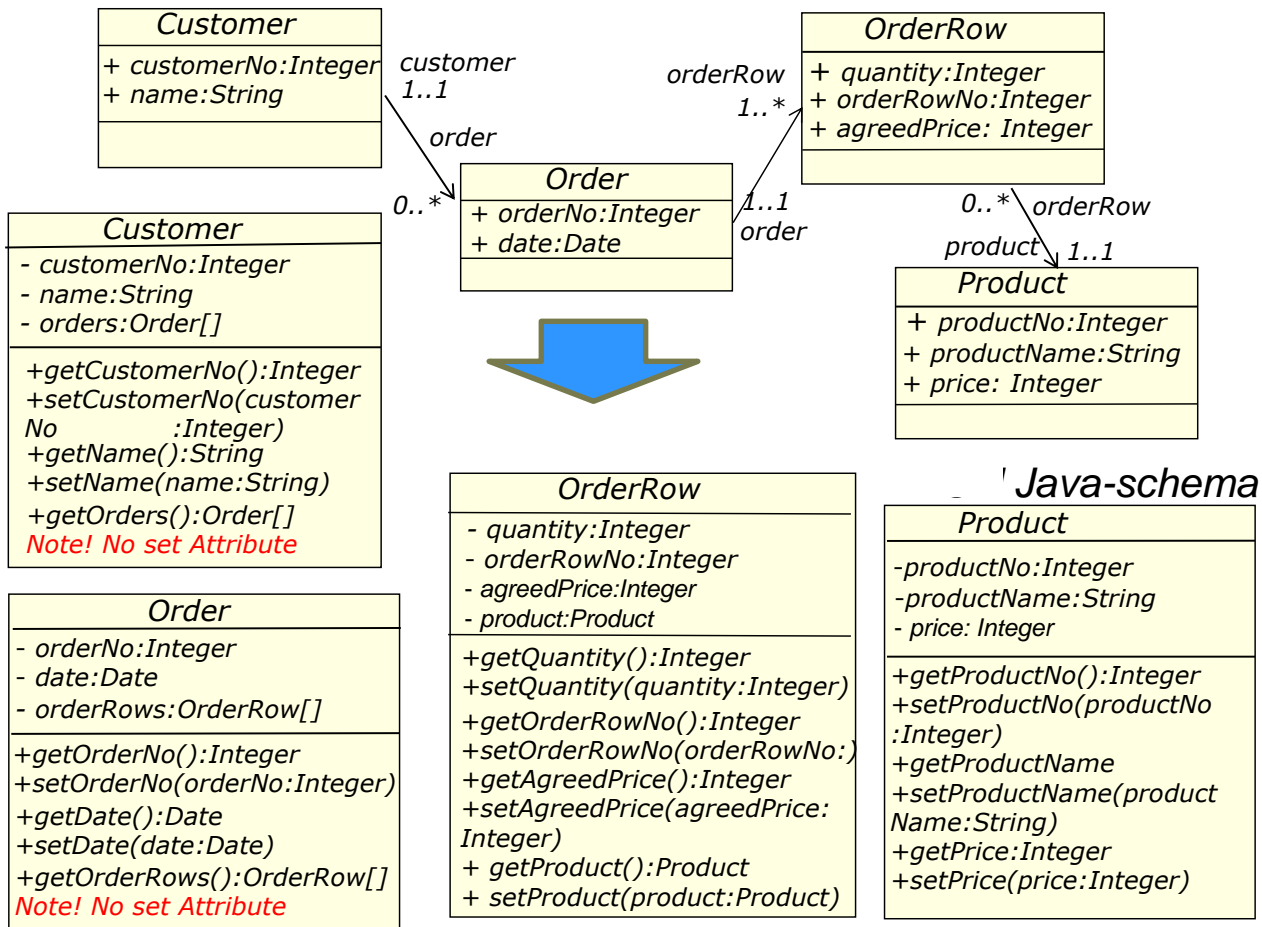 Customer
+ customerNo:Integer
+ name:String
customer
1..1
order
0..*
Order
+ orderNo:Integer
+ date:Date
1..1
order
orderRow
1..*
OrderRow
+ quantity:Integer
+ orderRowNo:Integer
+ agreedPrice: Integer
0..* orderRow
product 1..1
Product
+ productNo:Integer
+ productName:String
+ price: Integer
Customer
- customerNo:Integer
- name:String
- orders:Order[]
+getCustomerNo():Integer
+setCustomerNo(customer
No :Integer)
+getName():String
+setName(name:String)
+getOrders():Order[]
Note! No set Attribute
Order
- orderNo:Integer
- date:Date
- orderRows:OrderRow[]
+getOrderNo():Integer
+setOrderNo(orderNo:Integer)
+getDate():Date
+setDate(date:Date)
+getOrderRows():OrderRow[]
Note! No set Attribute
OrderRow
- quantity:Integer
- orderRowNo:Integer
- agreedPrice:Integer
- product:Product
+getQuantity():Integer
+setQuantity(quantity:Integer)
+getOrderRowNo():Integer
+setOrderRowNo(orderRowNo:)
+getAgreedPrice():Integer
+setAgreedPrice(agreedPrice:
Integer)
+ getProduct():Product
+ setProduct(product:Product)
Java-schema
Product
-productNo:Integer
-productName:String
- price: Integer
+getProductNo():Integer
+setProductNo(productNo
:Integer)
+getProductName
+setProductName(product
Name:String)
+getPrice:Integer
+setPrice(price:Integer)